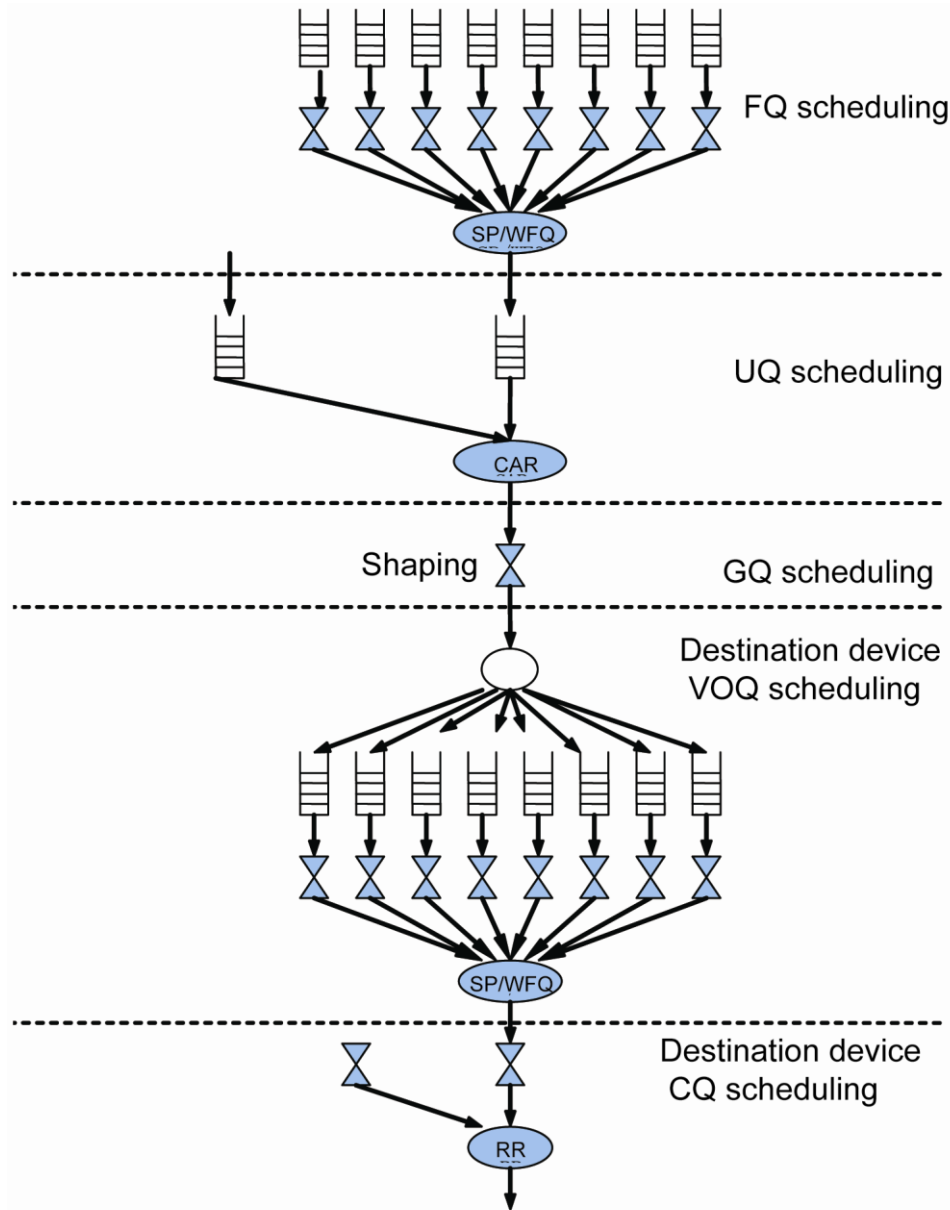 FQ scheduling
SP/WFQ
UQ scheduling
CAR
Shaping
GQ scheduling
Destination device
VOQ scheduling
SP/WFQ
Destination device
CQ scheduling
RR